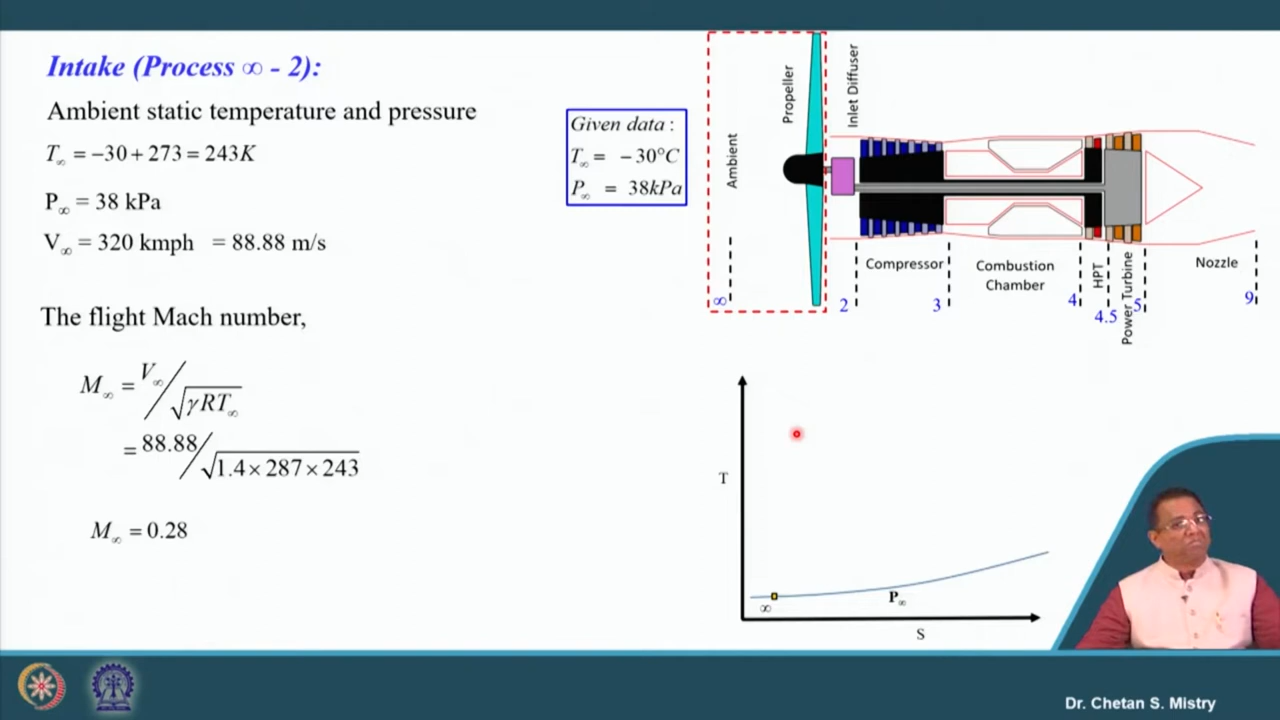 Intake (Process ∞ - 2):
Ambient static temperature and pressure
T∞ = −30 + 273 = 243K
P∞ = 38 kPa
V∞ = 320 kmph = 88.88 m/s
The flight Mach number,
M∞ = V∞/√γRT∞
= 88.88/√1.4×287×243
M∞ = 0.28
Given data :
T∞ = −30°C
P∞ = 38kPa
Ambient
Propeller
Inlet Diffuser
Compressor
Combustion
Chamber
HPT
Power Turbine
Nozzle
∞
2
3
4
4.5
5
9
T
∞
P∞
S
Dr. Chetan S. Mistry